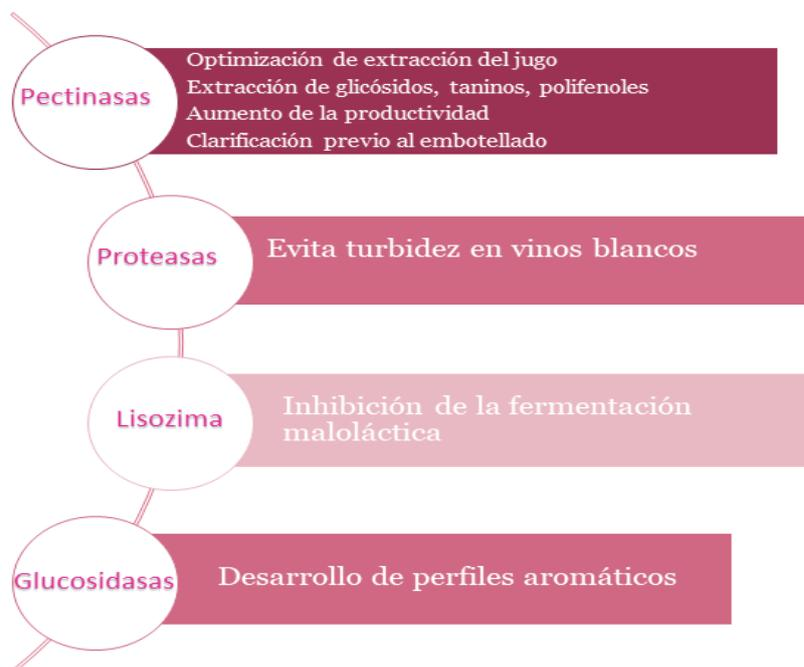 Pectinasas
Optimización de extracción del jugo
Extracción de glicósidos, taninos, polifenoles
Aumento de la productividad
Clarificación previo al embotellado
Proteasas
Evita turbidez en vinos blancos
Lisozima
Inhibición de la fermentación
maloláctica
Glucosidasas
Desarrollo de perfiles aromáticos